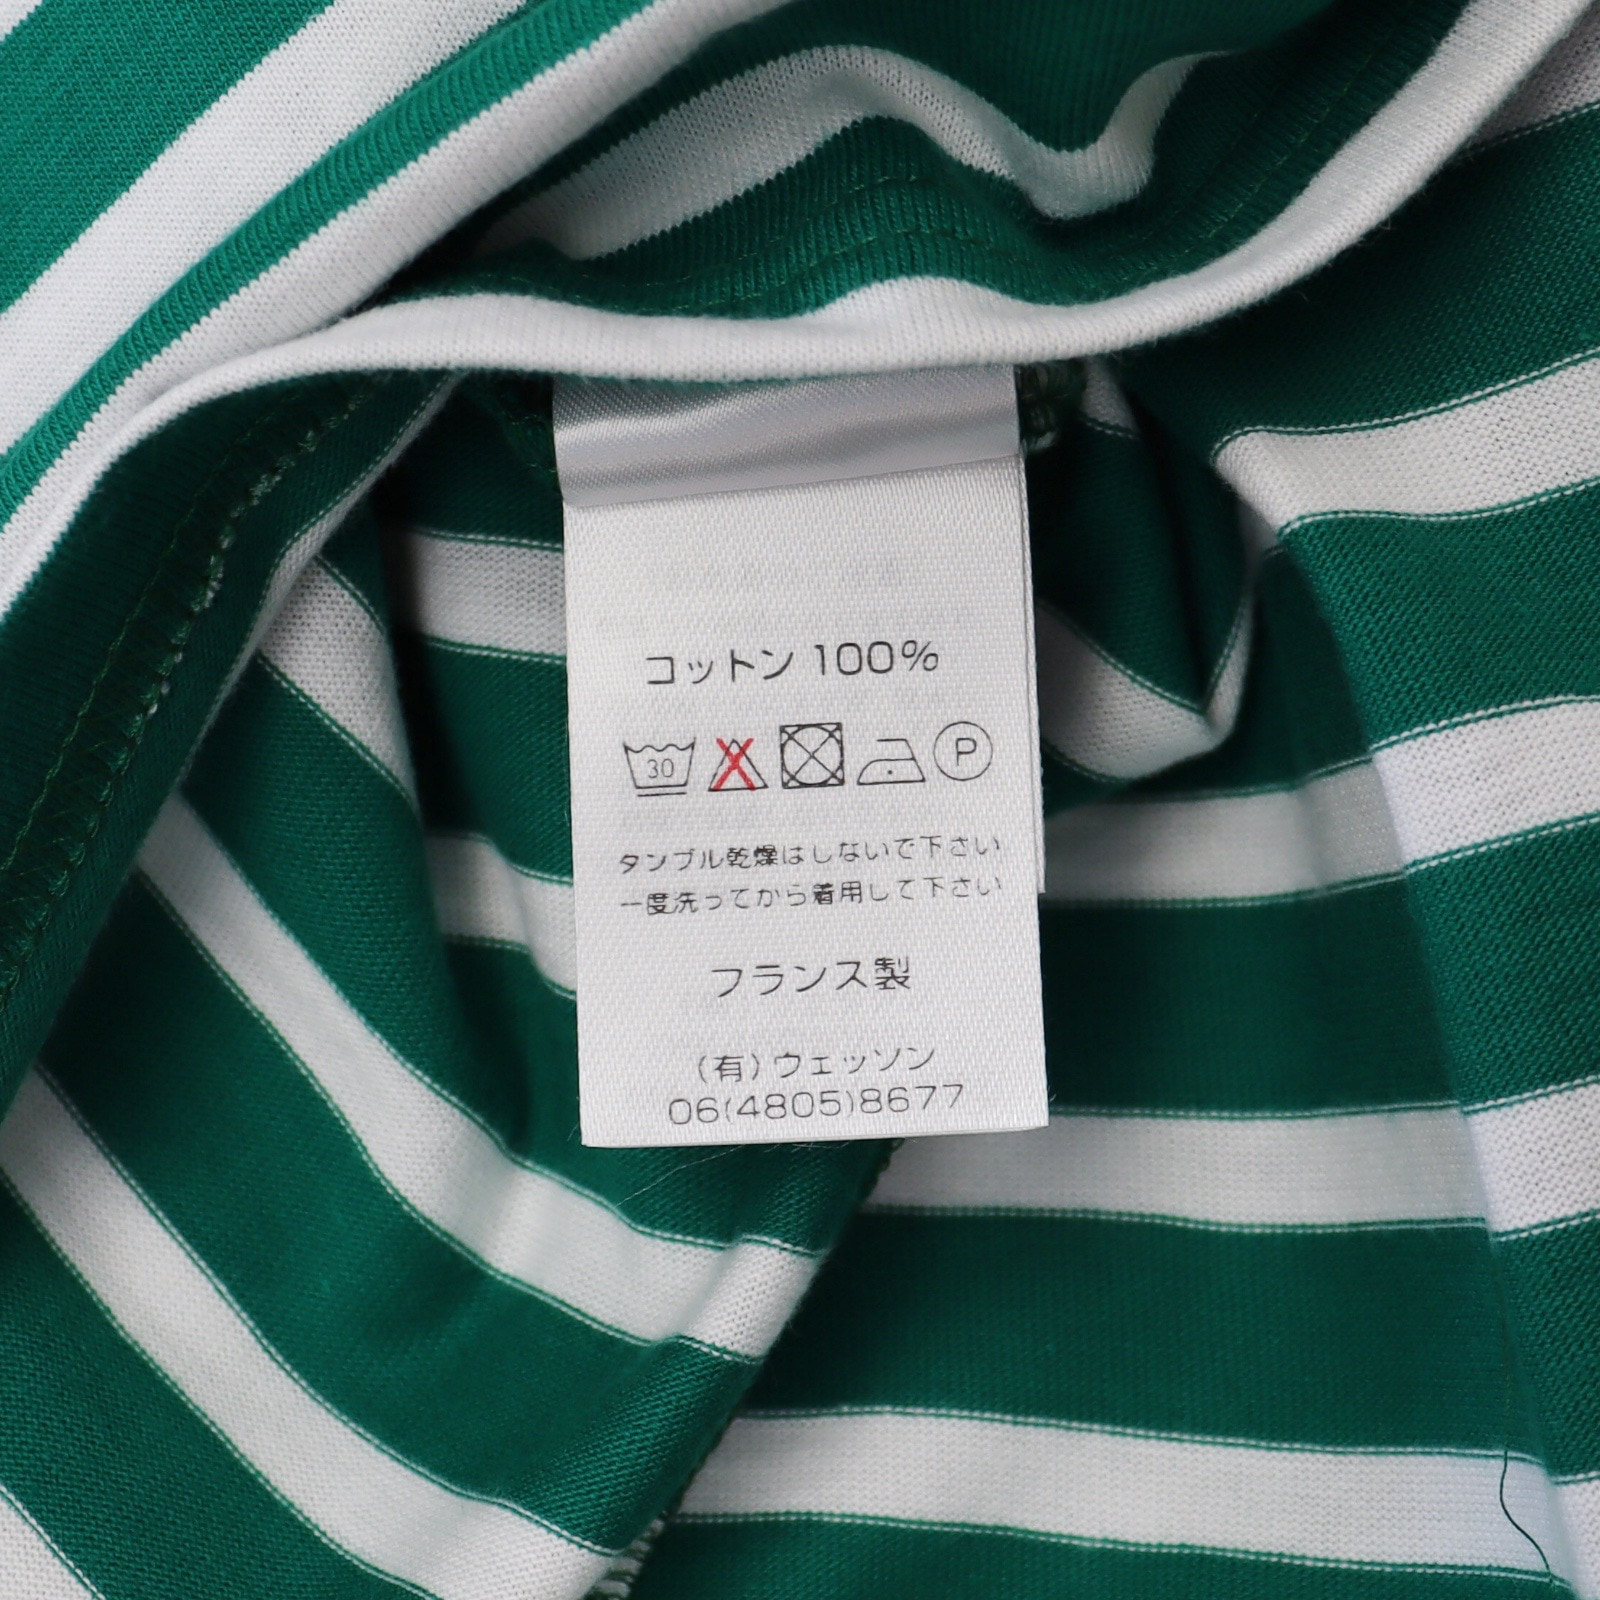 コットン 100%
30 P
タンブル乾燥はしないで下さい
一度洗ってから着用して下さい
フランス製
(有)ウェッソン
06(4805)8677